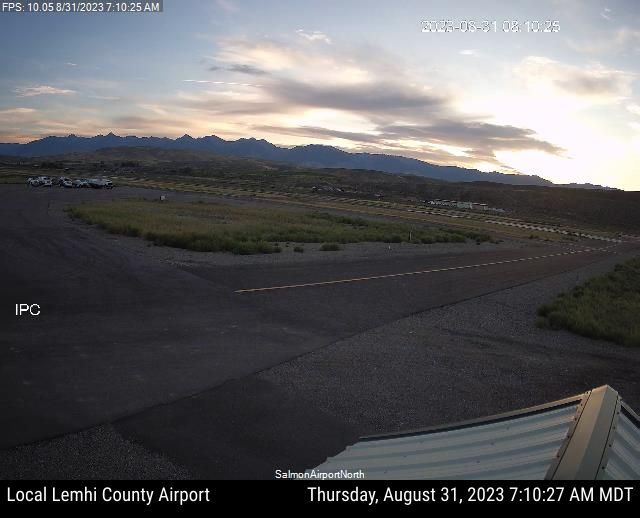 FPS: 10.05 8/31/2023 7:10:25 AM
2023-08-31 08:10:25
IPC
SalmonAirportNorth
Local Lemhi County Airport
Thursday, August 31, 2023 7:10:27 AM MDT